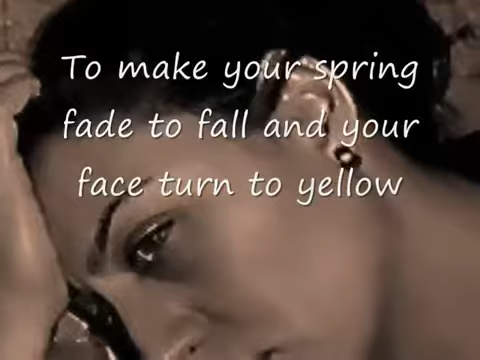 To make your spring
fade to fall and your
face turn to yellow